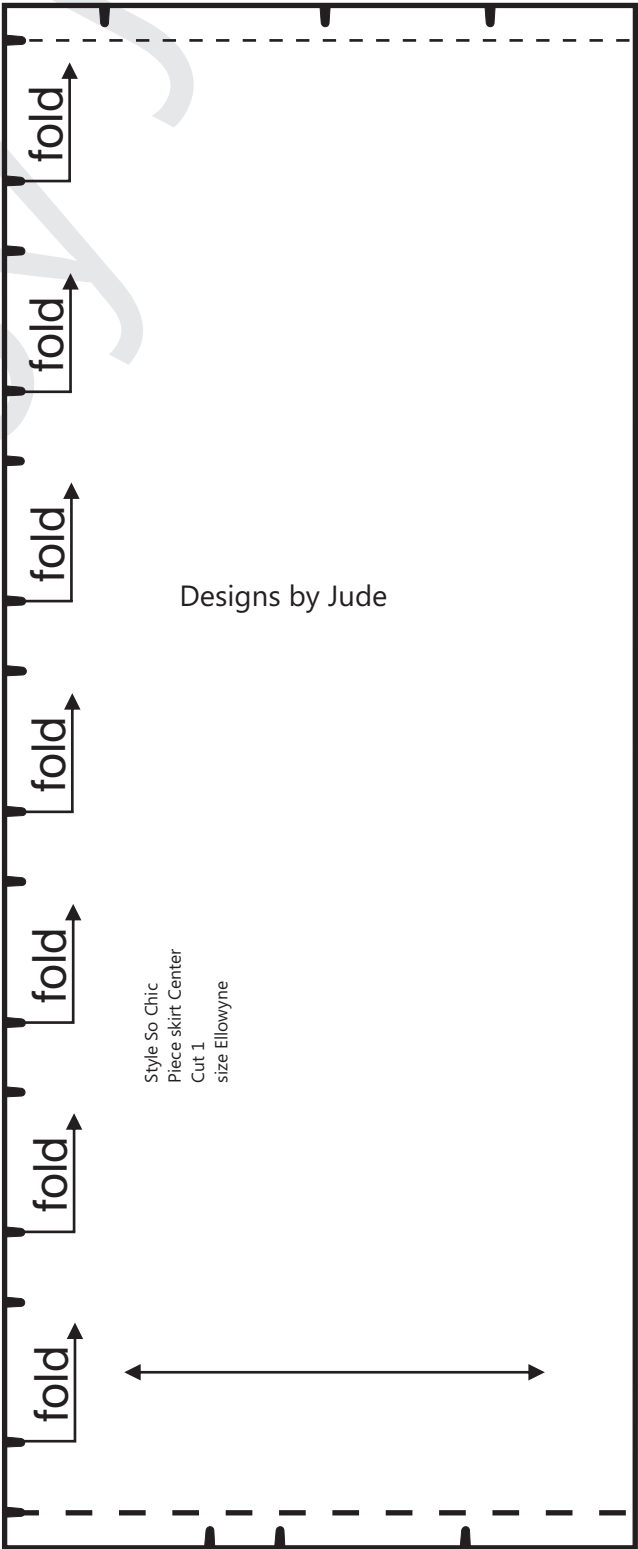 fold
fold
fold
Designs by Jude
fold
fold
Style So Chic
Piece skirt Center
Cut 1
size Ellowyne
fold
fold